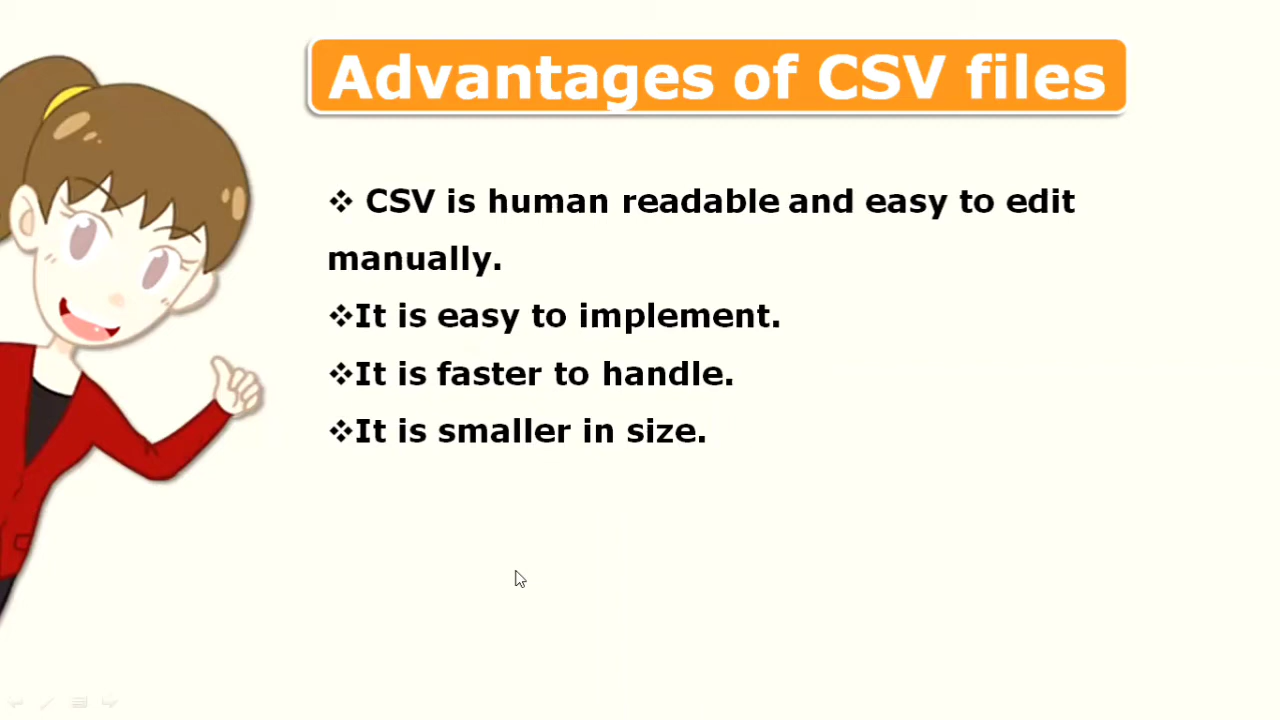 Advantages of CSV files
❖ CSV is human readable and easy to edit
manually.
❖It is easy to implement.
❖It is faster to handle.
❖It is smaller in size.